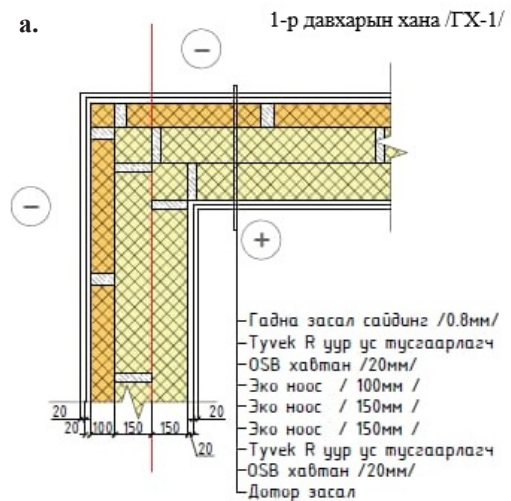 а.
1-р давхарын хана /ГХ-1/
Гадна засал сайдинг /0.8мм/
Tyvek R уур ус тусгаарлагч
OSB хавтан /20мм/
Эко ноос / 100мм /
Эко ноос / 150мм /
Эко ноос / 150мм /
Tyvek R уур ус тусгаарлагч
OSB хавтан /20мм/
Дотор засал
20 20
20 100 150 150
20